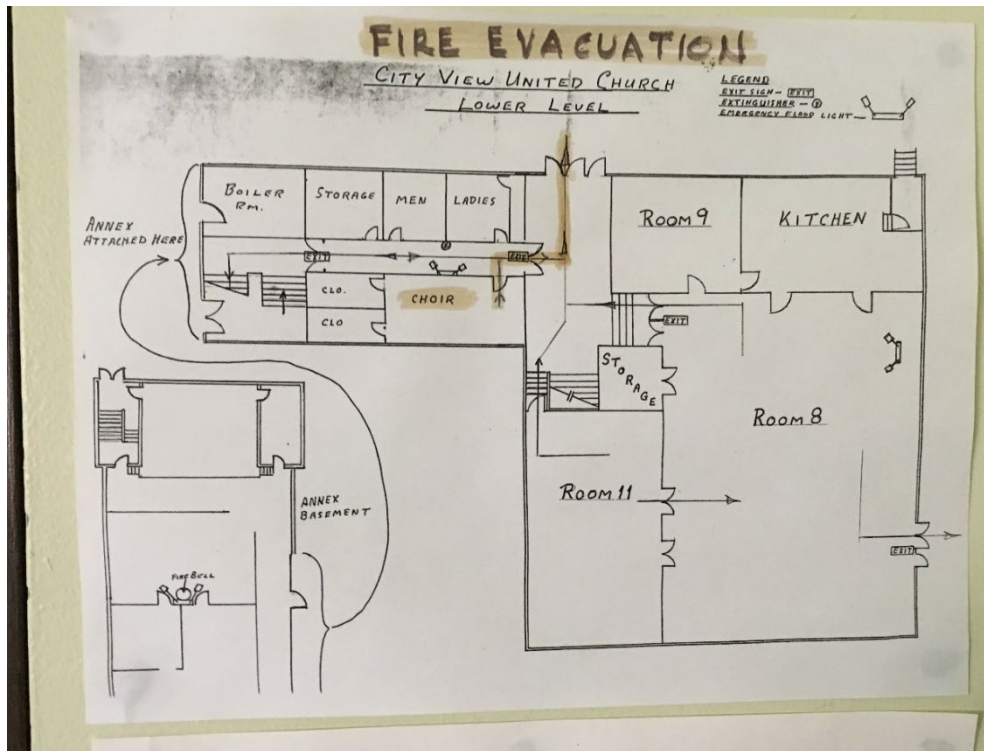 FIRE EVACUATION
CITY VIEW UNITED CHURCH
LOWER LEVEL
LEGEND
EXIT SIGN - EXIT
EXTINGUISHER -
EMERGENCY FLOOD LIGHT
BOILER RM.
STORAGE
MEN
LADIES
ROOM 9
KITCHEN
ANNEX
ATTACHED HERE
EXIT
EXIT
CLO.
CHOIR
CLO
EXIT
STORAGE
ROOM 8
ROOM 11
ANNEX
BASEMENT
EXIT
FIRE BELL